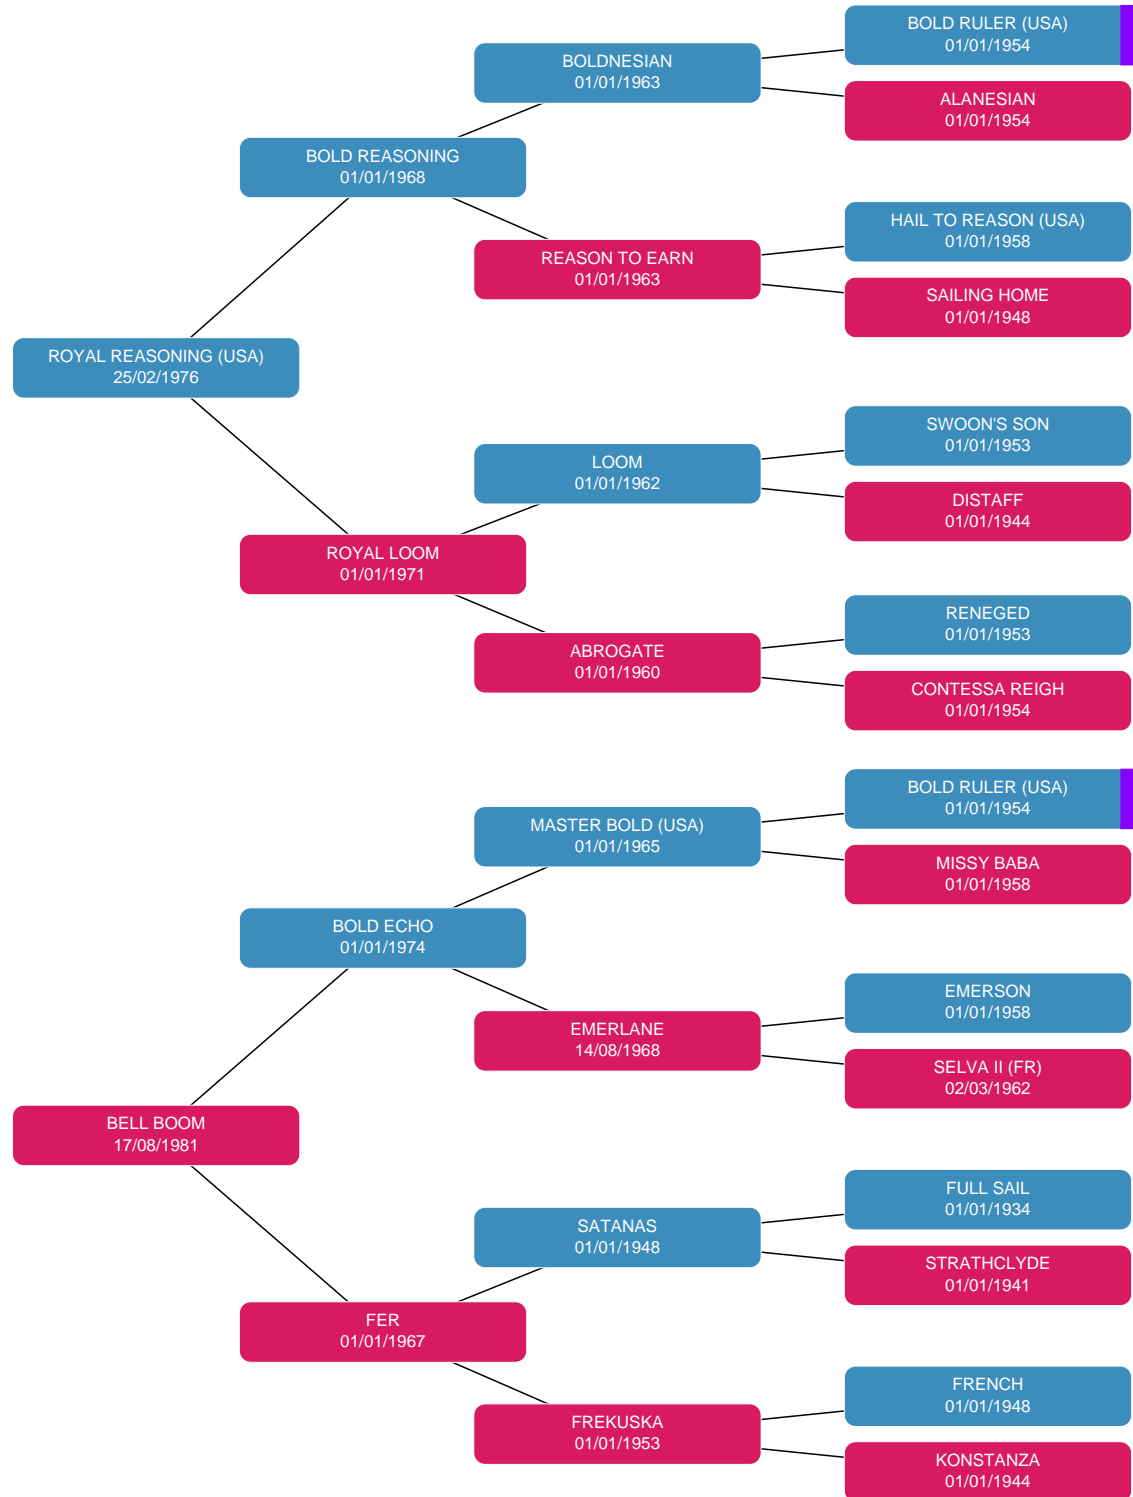 BOLD RULER (USA)
01/01/1954
BOLDNESIAN
01/01/1963
ALANESIAN
01/01/1954
BOLD REASONING
01/01/1968
HAIL TO REASON (USA)
01/01/1958
REASON TO EARN
01/01/1963
SAILING HOME
01/01/1948
ROYAL REASONING (USA)
25/02/1976
SWOON'S SON
01/01/1953
LOOM
01/01/1962
DISTAFF
01/01/1944
ROYAL LOOM
01/01/1971
RENEGED
01/01/1953
ABROGATE
01/01/1960
CONTESSA REIGH
01/01/1954
BOLD RULER (USA)
01/01/1954
MASTER BOLD (USA)
01/01/1965
MISSY BABA
01/01/1958
BOLD ECHO
01/01/1974
EMERSON
01/01/1958
EMERLANE
14/08/1968
SELVA II (FR)
02/03/1962
BELL BOOM
17/08/1981
FULL SAIL
01/01/1934
SATANAS
01/01/1948
STRATHCLYDE
01/01/1941
FER
01/01/1967
FRENCH
01/01/1948
FREKUSKA
01/01/1953
KONSTANZA
01/01/1944